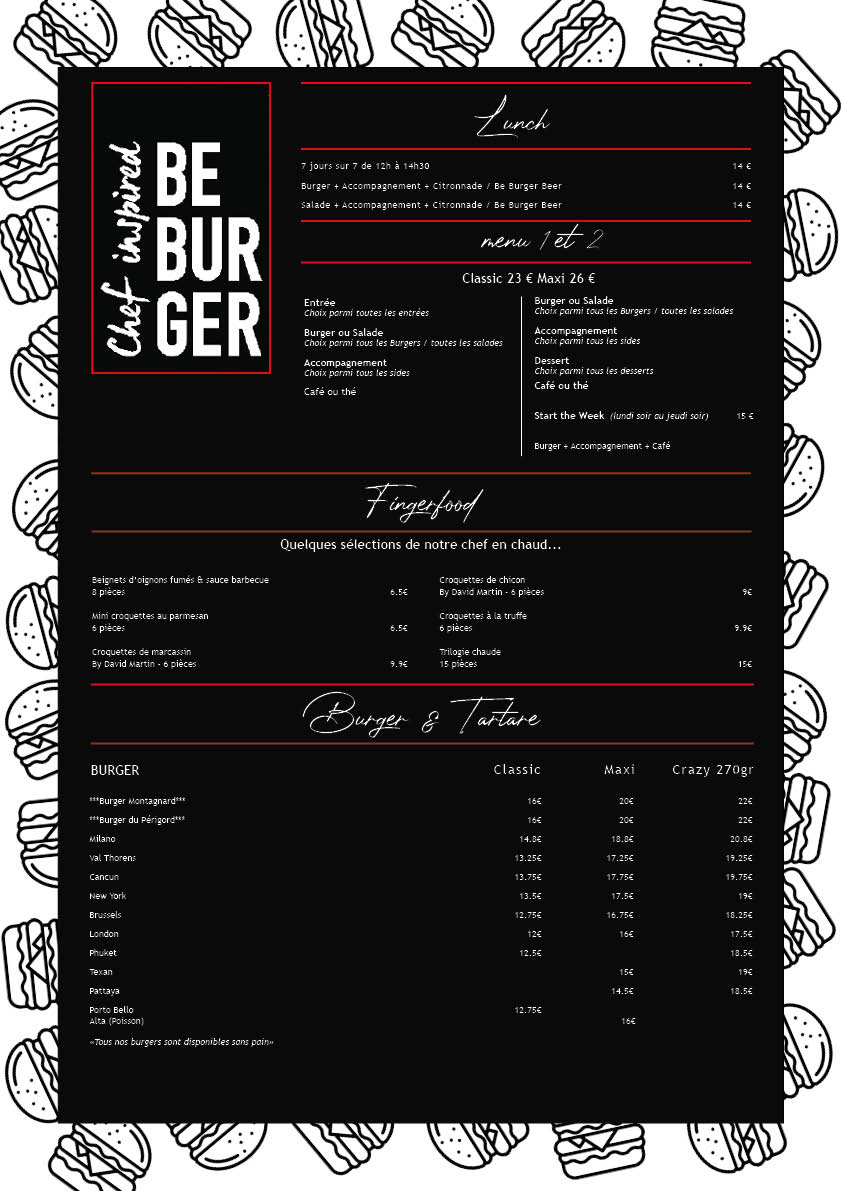 Chef inspired
BE
BUR
GER
Lunch
7 jours sur 7 de 12h à 14h30 14 €
Burger + Accompagnement + Citronnade / Be Burger Beer 14 €
Salade + Accompagnement + Citronnade / Be Burger Beer 14 €
menu 1 et 2
Classic 23 € Maxi 26 €
Entrée
Choix parmi toutes les entrées
Burger ou Salade
Choix parmi tous les Burgers / toutes les salades
Accompagnement
Choix parmi tous les sides
Café ou thé
Burger ou Salade
Choix parmi tous les Burgers / toutes les salades
Accompagnement
Choix parmi tous les sides
Dessert
Choix parmi tous les desserts
Café ou thé
Start the Week (lundi soir au jeudi soir) 15 €
Burger + Accompagnement + Café
Fingerfood
Quelques sélections de notre chef en chaud...
Beignets d'oignons fumés & sauce barbecue
8 pièces 6.5€
Mini croquettes au parmesan
6 pièces 6.5€
Croquettes de marcassin
By David Martin - 6 pièces 9.9€
Croquettes de chicon
By David Martin - 6 pièces 9€
Croquettes à la truffe
6 pièces 9.9€
Trilogie chaude
15 pièces 15€
Burger & Tartare
BURGER Classic Maxi Crazy 270gr
***Burger Montagnard*** 16€ 20€ 22€
***Burger du Périgord*** 16€ 20€ 22€
Milano 14.8€ 18.8€ 20.8€
Val Thorens 13.25€ 17.25€ 19.25€
Cancun 13.75€ 17.75€ 19.75€
New York 13.5€ 17.5€ 19€
Brussels 12.75€ 16.75€ 18.25€
London 12€ 16€ 17.5€
Phuket 12.5€ 18.5€
Texan 15€ 19€
Pattaya 14.5€ 18.5€
Porto Bello 12.75€
Alta (Poisson) 16€
«Tous nos burgers sont disponibles sans pain»